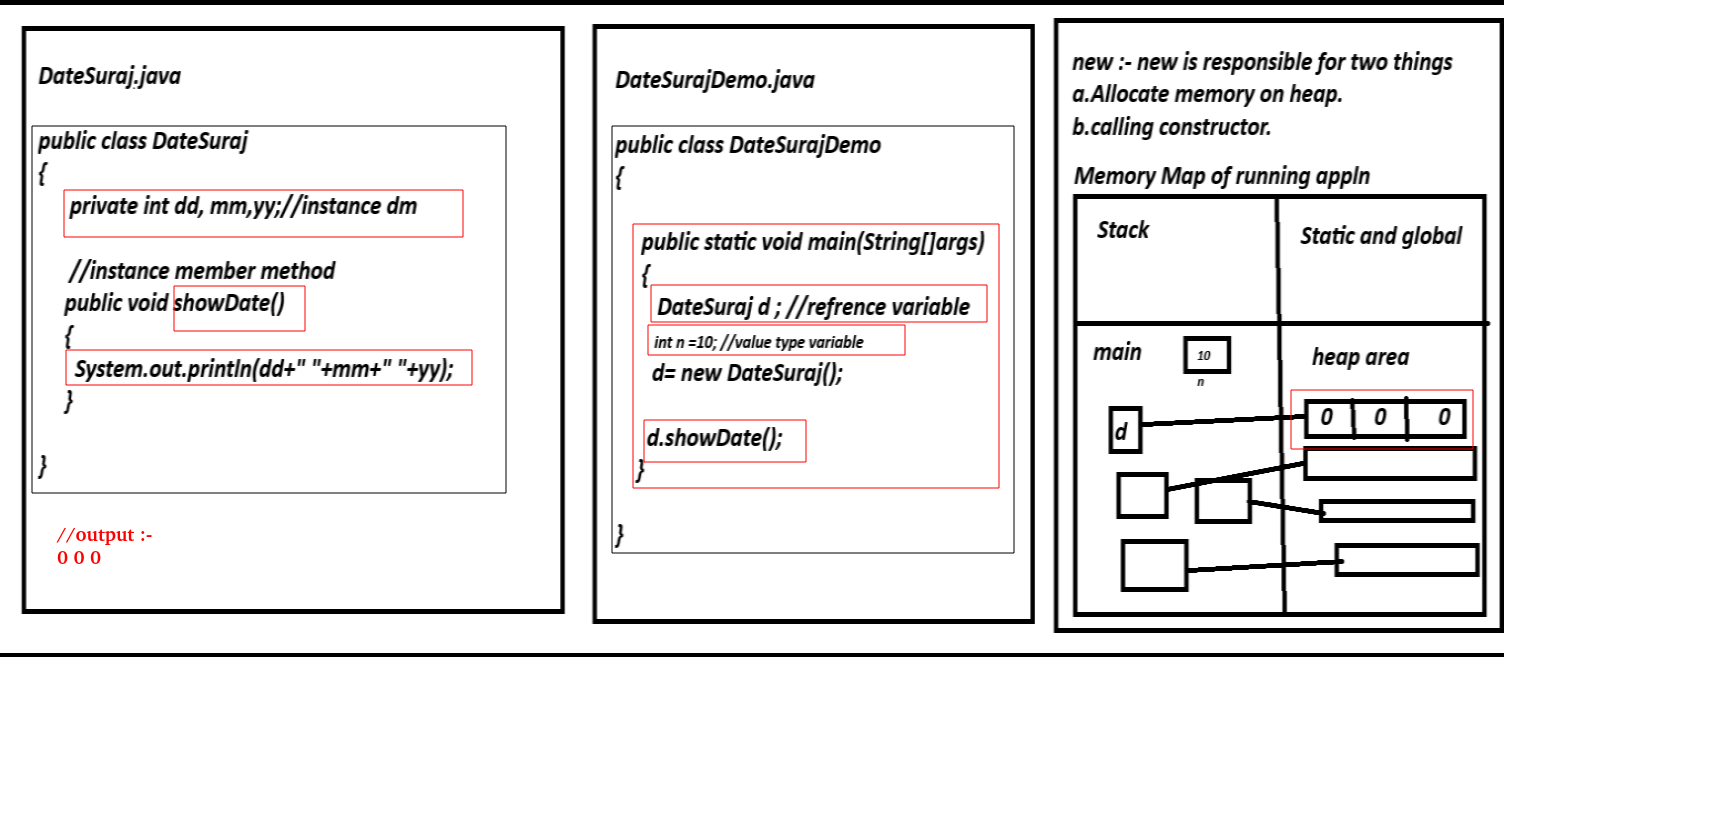 DateSuraj.java
public class DateSuraj
{
private int dd, mm,yy;//instance dm
//instance member method
public void showDate()
{
System.out.println(dd+" "+mm+" "+yy);
}
}
//output :-
0 0 0
DateSurajDemo.java
public class DateSurajDemo
{
public static void main(String[]args)
{
DateSuraj d ; //refrence variable
int n =10; //value type variable
d= new DateSuraj();
d.showDate();
}
}
new :- new is responsible for two things
a.Allocate memory on heap.
b.calling constructor.
Memory Map of running appln
Stack
Static and global
main
10
n
heap area
d
0 0 0